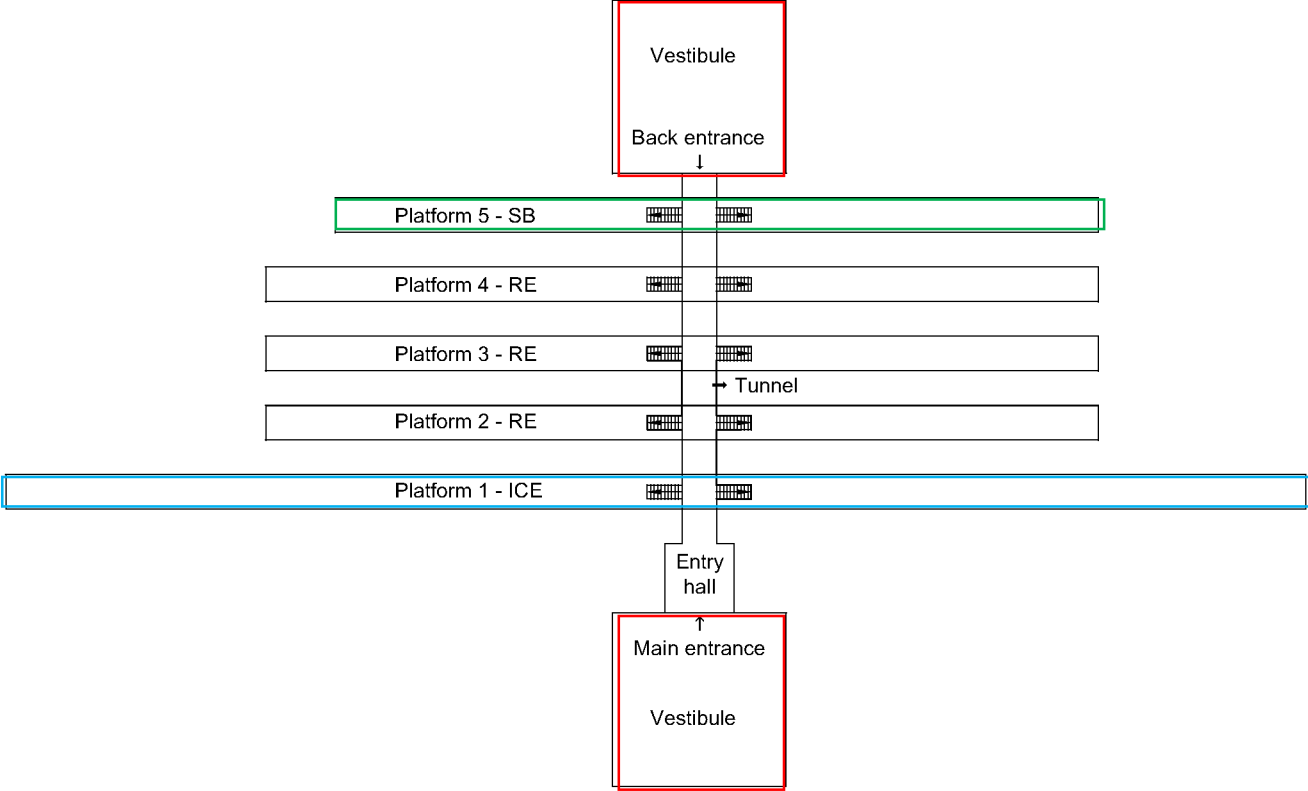 Vestibule
Back entrance
Platform 5 - SB
Platform 4 - RE
Platform 3 - RE
Tunnel
Platform 2 - RE
Platform 1 - ICE
Entry
hall
Main entrance
Vestibule